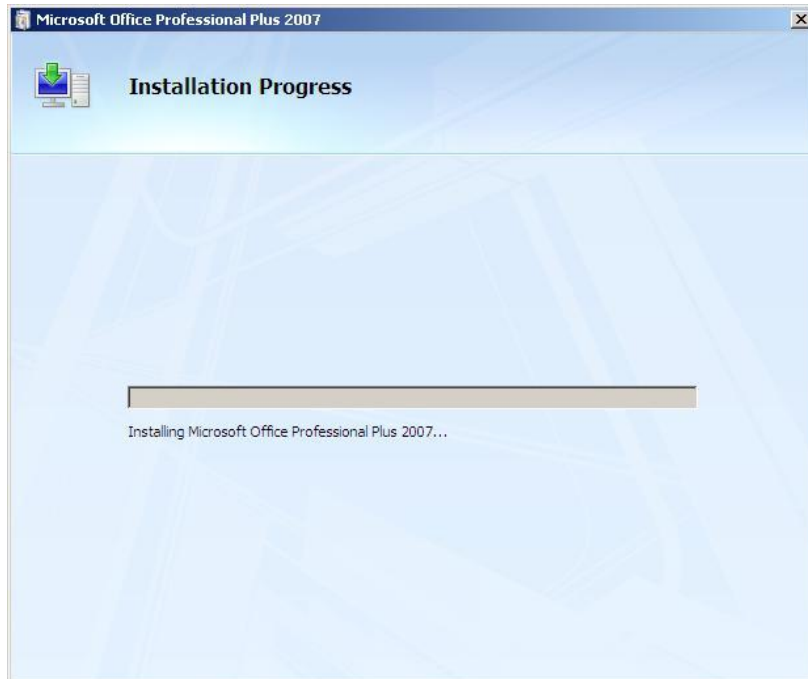 Microsoft Office Professional Plus 2007
Installation Progress
Installing Microsoft Office Professional Plus 2007...